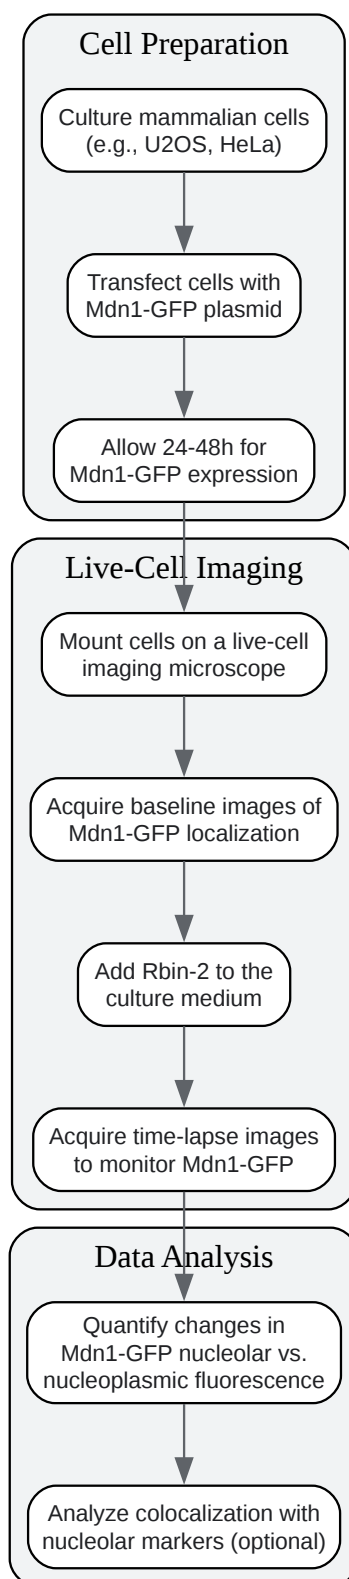 Cell Preparation
Culture mammalian cells
(e.g., U2OS, HeLa)
Transfect cells with
Mdn1-GFP plasmid
Allow 24-48h for
Mdn1-GFP expression
Live-Cell Imaging
Mount cells on a live-cell
imaging microscope
Acquire baseline images of
Mdn1-GFP localization
Add Rbin-2 to the
culture medium
Acquire time-lapse images
to monitor Mdn1-GFP
Data Analysis
Quantify changes in
Mdn1-GFP nucleolar vs.
nucleoplasmic fluorescence
Analyze colocalization with
nucleolar markers (optional)